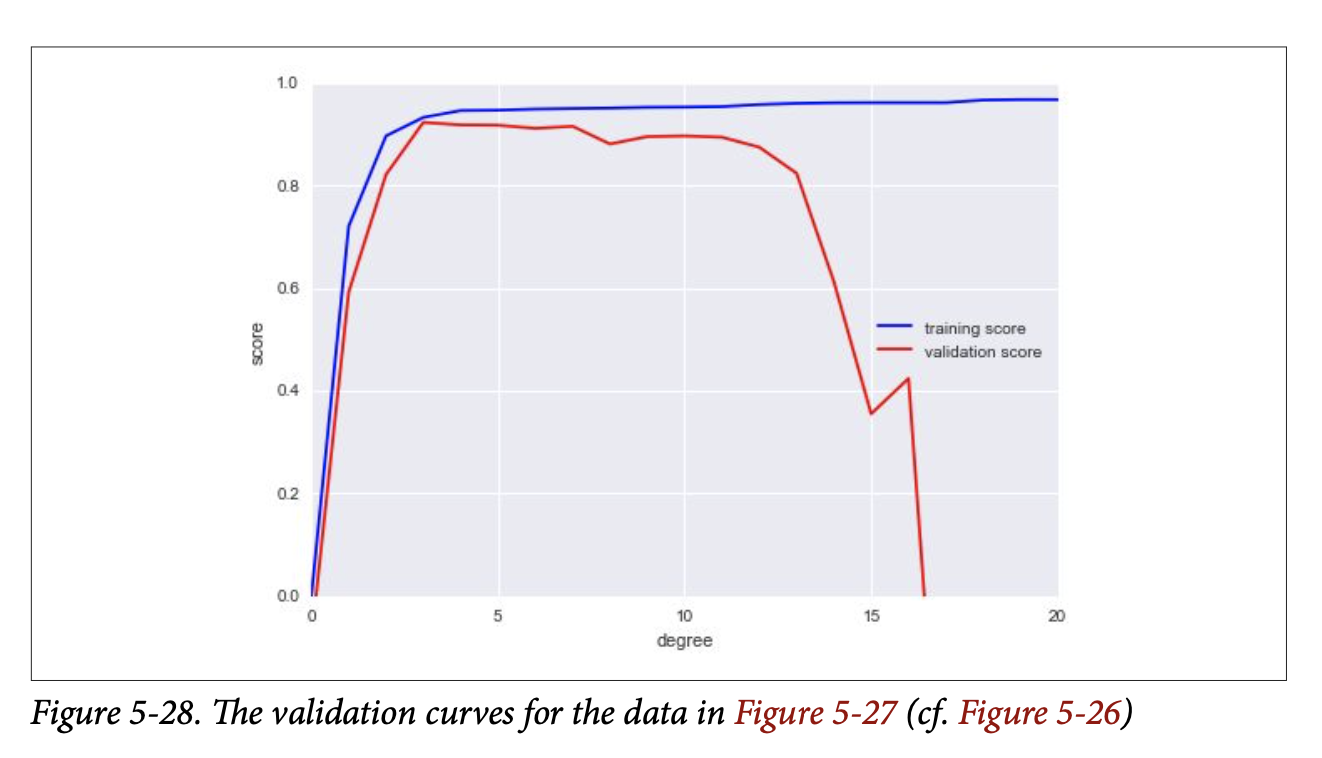 1.0
0.8
0.6
0.4
0.2
0.0
score
training score
validation score
0 5 10 15 20
degree
Figure 5-28. The validation curves for the data in Figure 5-27 (cf. Figure 5-26)